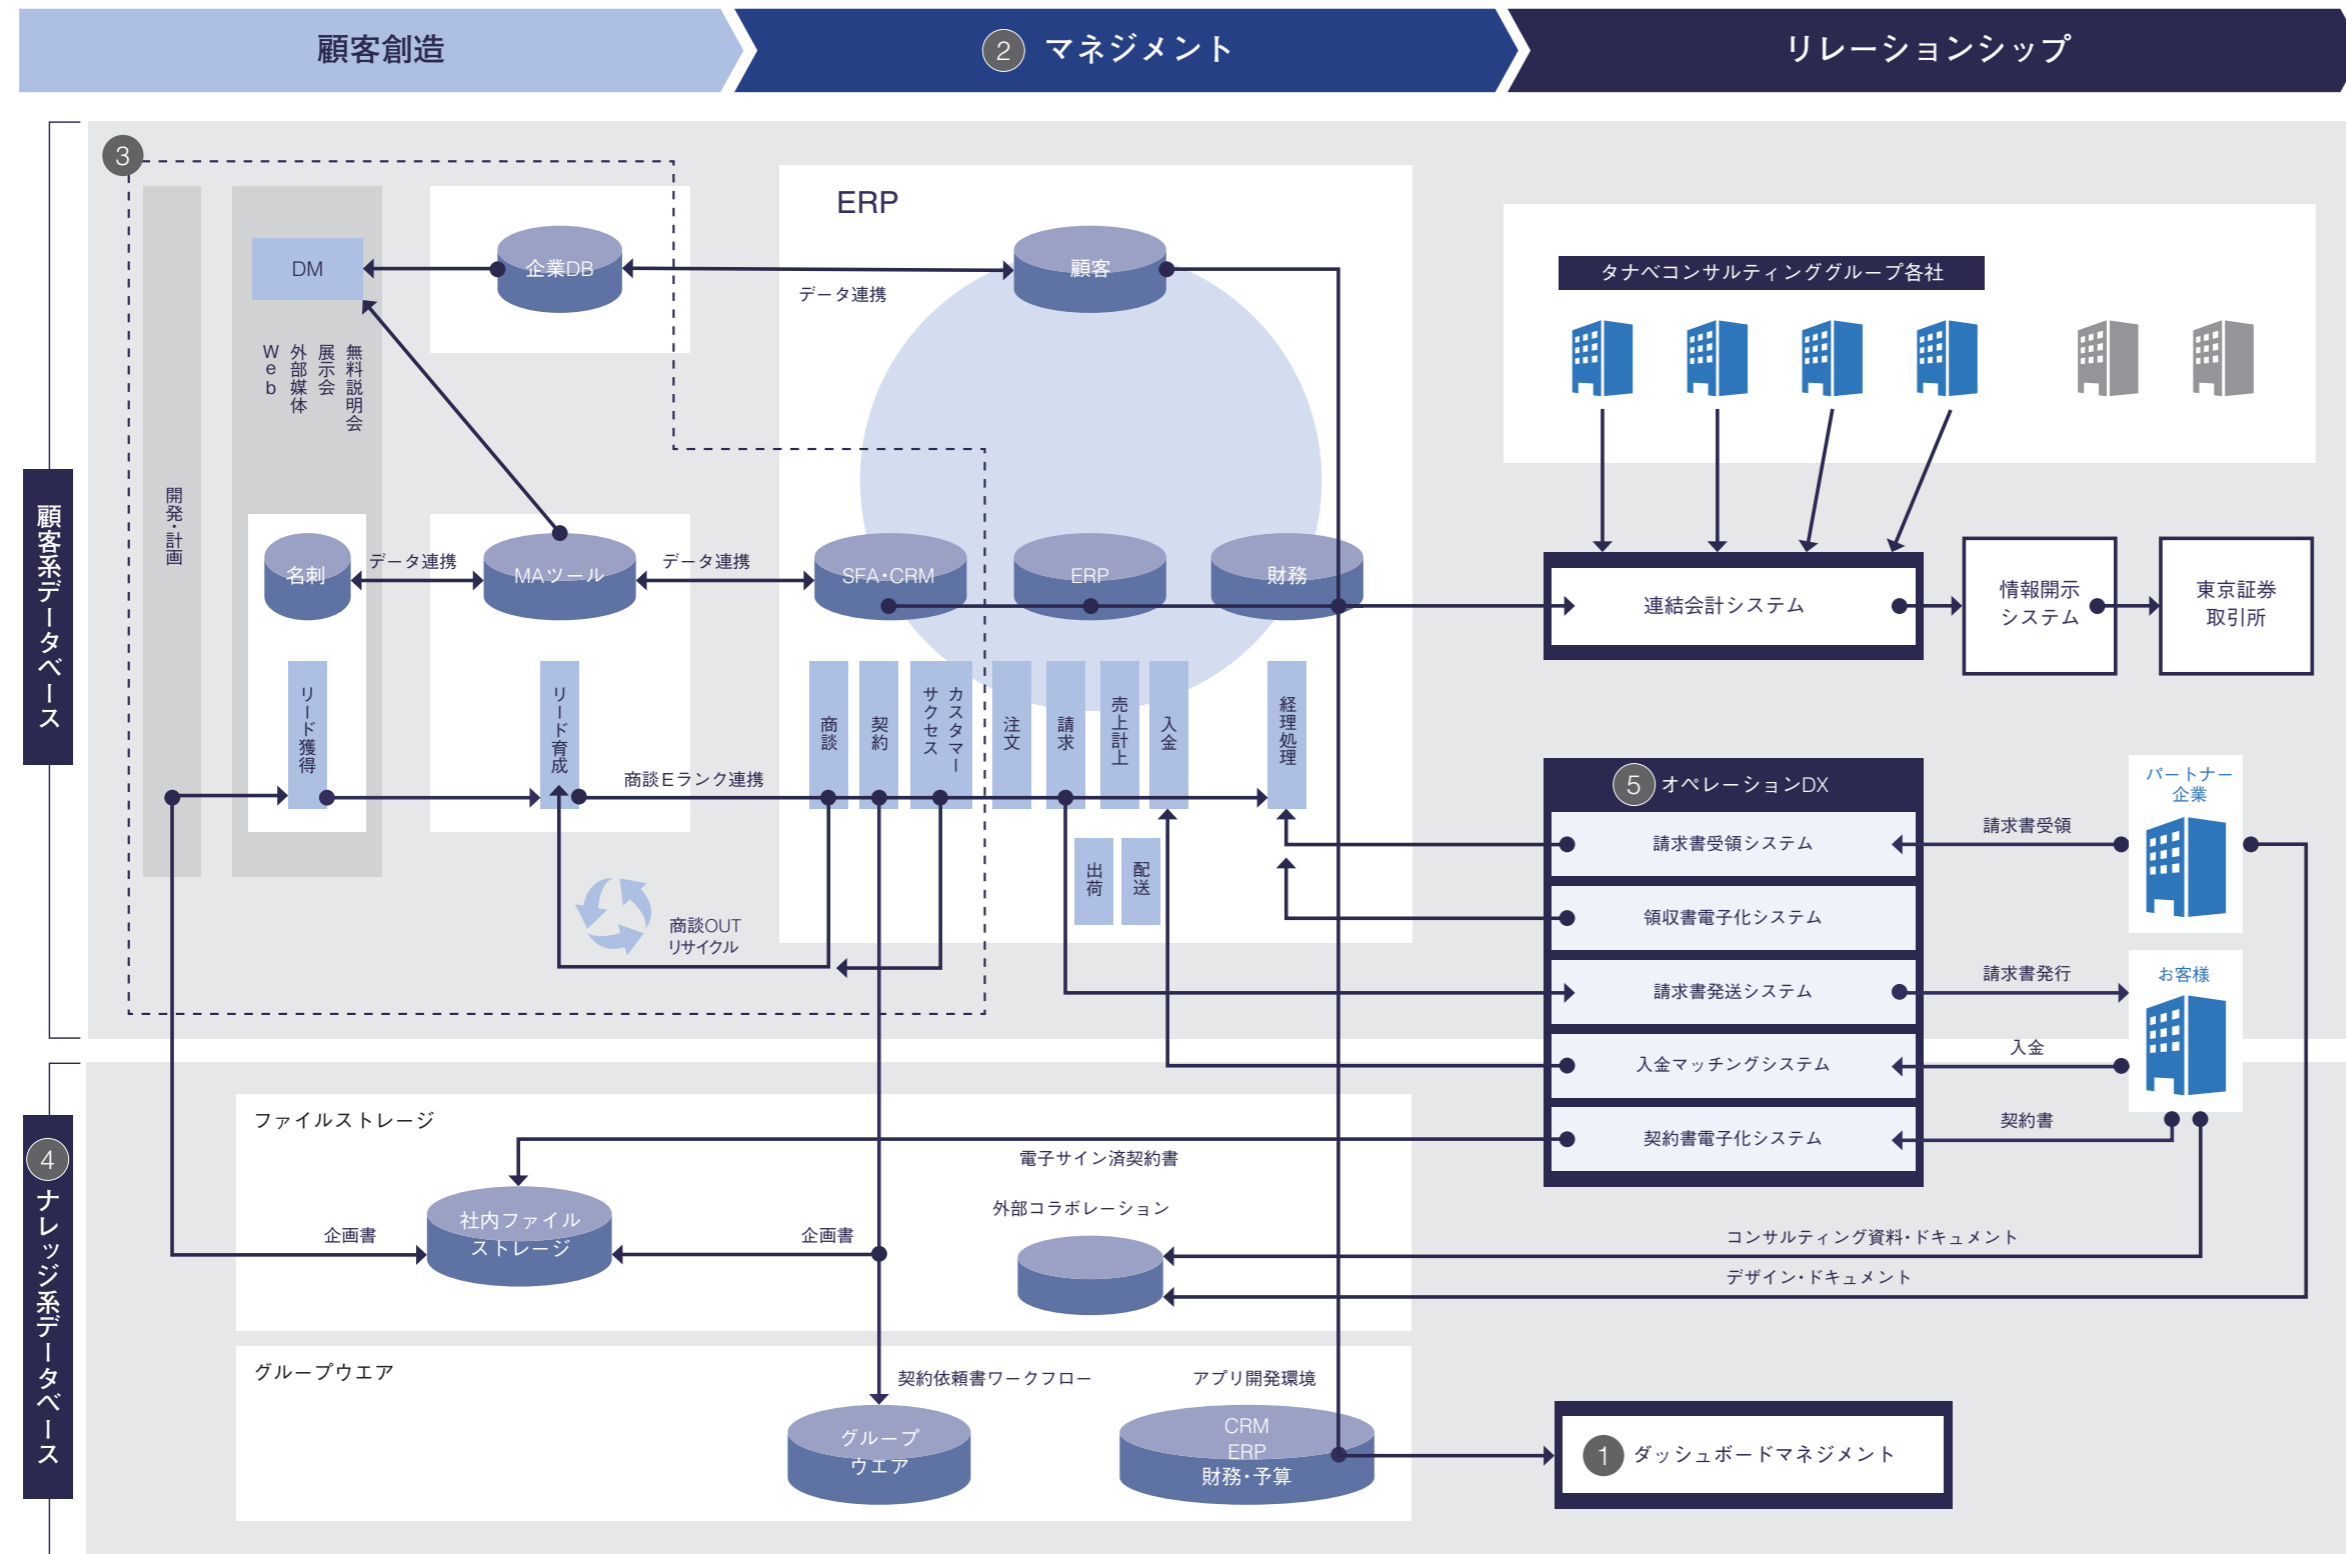 顧客創造
② マネジメント
リレーションシップ
顧客系データベース
③
開発・計画
DM
Web
外部媒体
展示会
無料説明会
企業DB
データ連携
ERP
顧客
タナベコンサルティンググループ各社
名刺
データ連携
MAツール
データ連携
SFA・CRM
ERP
財務
連結会計システム
情報開示
システム
東京証券
取引所
リード獲得
リード育成
商談Eランク連携
商談
契約
カスタマー
サクセス
注文
請求
売上計上
入金
経理処理
出荷
配送
商談OUT
リサイクル
⑤ オペレーションDX
請求書受領システム
領収書電子化システム
請求書発送システム
入金マッチングシステム
契約書電子化システム
請求書受領
パートナー
企業
請求書発行
お客様
入金
契約書
④ ナレッジ系データベース
ファイルストレージ
電子サイン済契約書
企画書
社内ファイル
ストレージ
企画書
外部コラボレーション
コンサルティング資料・ドキュメント
デザイン・ドキュメント
グループウエア
契約依頼書ワークフロー
アプリ開発環境
グループ
ウエア
CRM
ERP
財務・予算
① ダッシュボードマネジメント